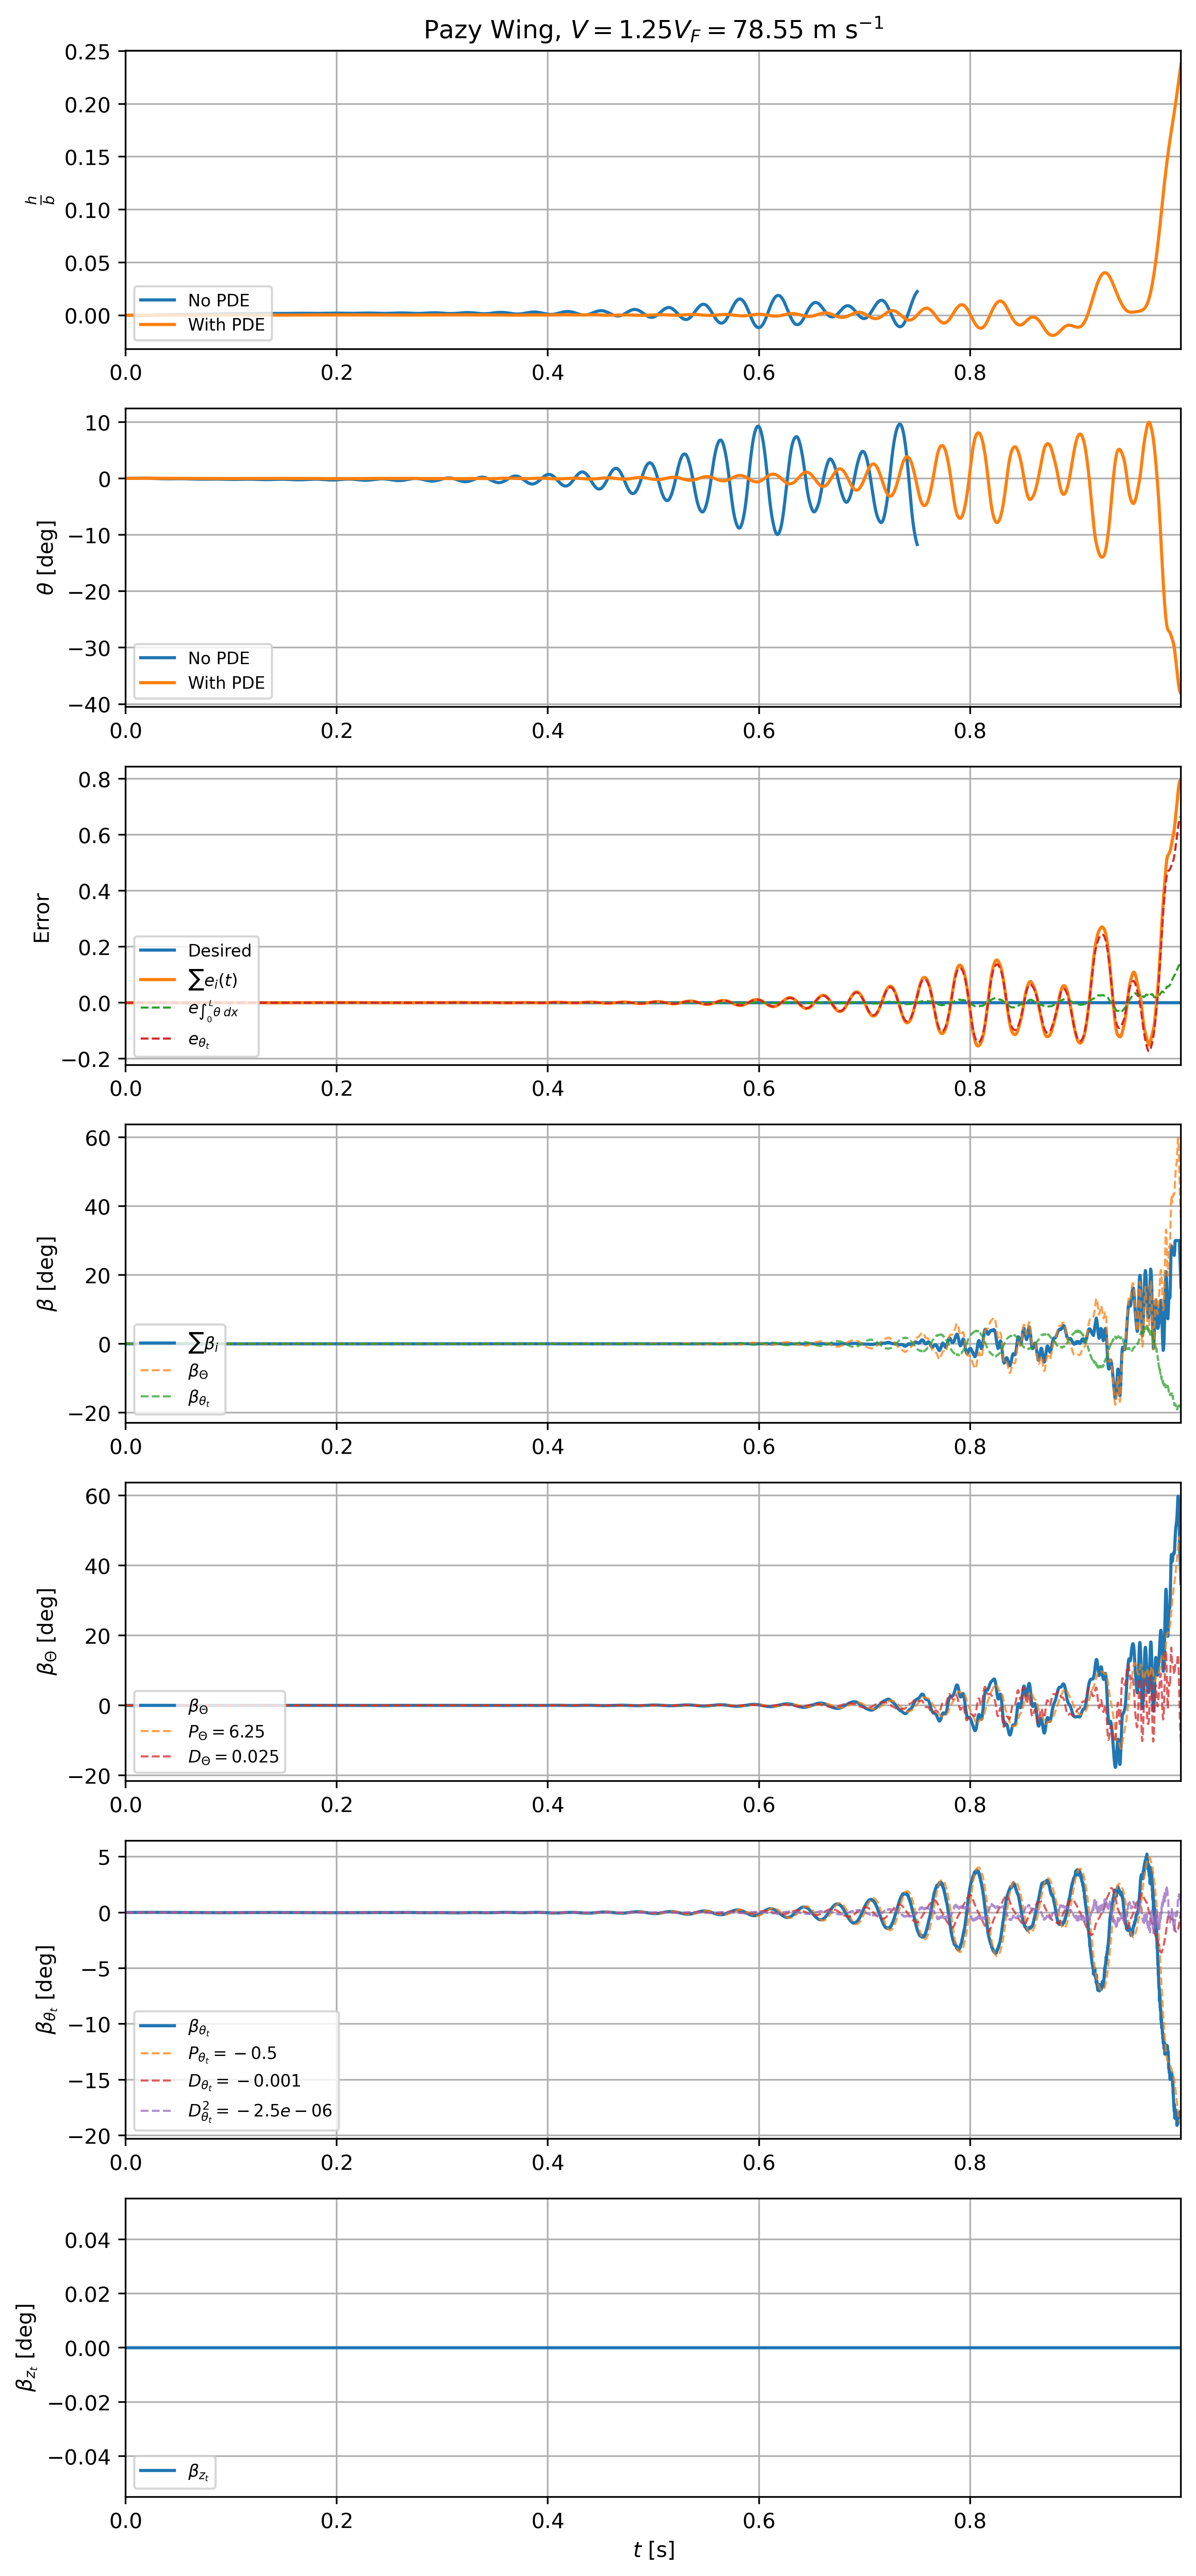 Pazy Wing, V = 1.25V_F = 78.55 m s⁻¹
0.25
0.20
0.15
0.10
0.05
0.00
h/b
No PDE
With PDE
0.0 0.2 0.4 0.6 0.8
10
0
−10
−20
−30
−40
θ [deg]
No PDE
With PDE
0.0 0.2 0.4 0.6 0.8
0.8
0.6
0.4
0.2
0.0
−0.2
Error
Desired
∑e_i(t)
e_{∫_0^L θ dx}
e_{θ_t}
0.0 0.2 0.4 0.6 0.8
60
40
20
0
−20
β [deg]
∑β_i
β_Θ
β_{θ_t}
0.0 0.2 0.4 0.6 0.8
60
40
20
0
−20
β_Θ [deg]
β_Θ
P_Θ = 6.25
D_Θ = 0.025
0.0 0.2 0.4 0.6 0.8
5
0
−5
−10
−15
−20
β_{θ_t} [deg]
β_{θ_t}
P_{θ_t} = −0.5
D_{θ_t} = −0.001
D²_{θ_t} = −2.5e − 06
0.0 0.2 0.4 0.6 0.8
0.04
0.02
0.00
−0.02
−0.04
β_{z_t} [deg]
β_{z_t}
0.0 0.2 0.4 0.6 0.8
t [s]